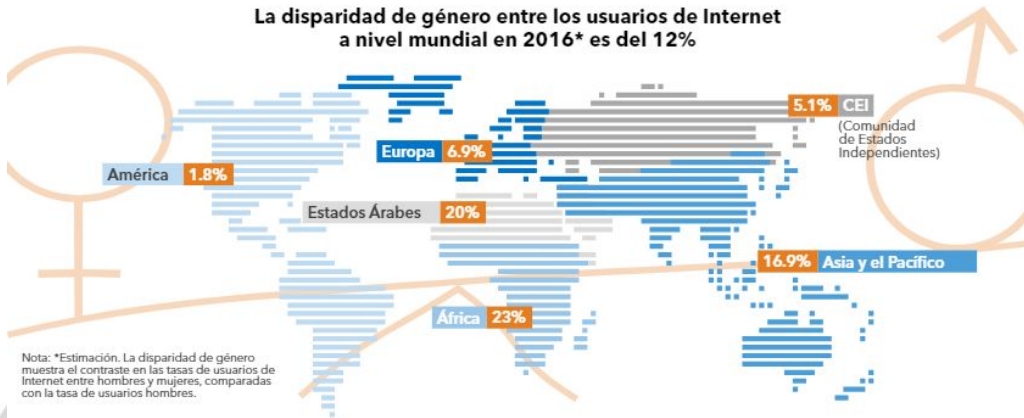 La disparidad de género entre los usuarios de Internet
a nivel mundial en 2016* es del 12%
5.1% CEI
(Comunidad
de Estados
Independientes)
Europa 6.9%
América 1.8%
Estados Árabes 20%
16.9% Asia y el Pacífico
África 23%
Nota: *Estimación. La disparidad de género
muestra el contraste en las tasas de usuarios de
Internet entre hombres y mujeres, comparadas
con la tasa de usuarios hombres.